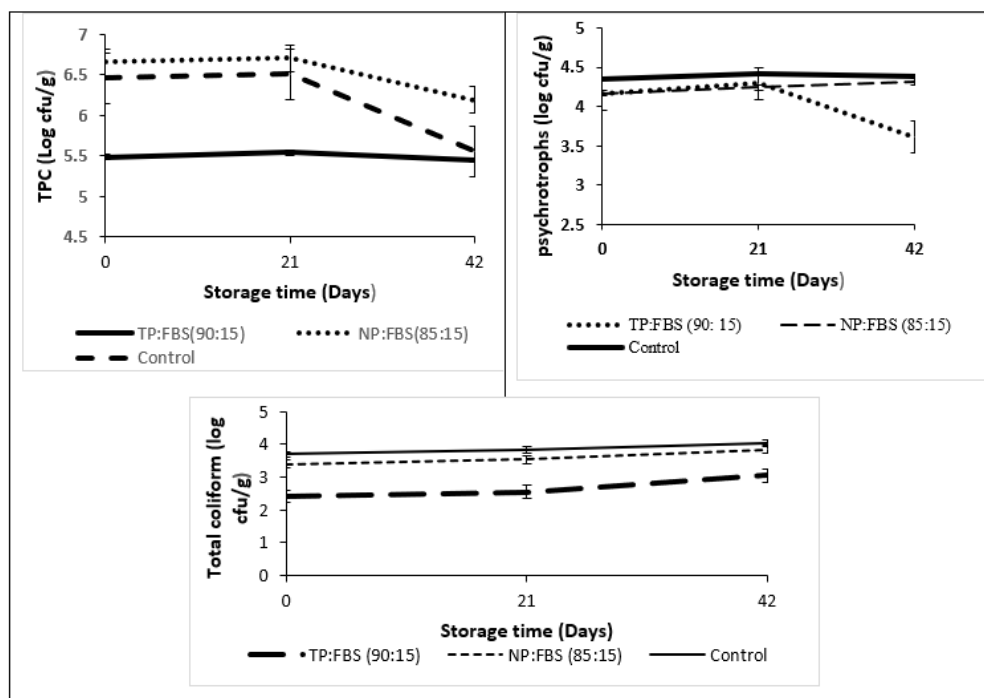 TPC (Log cfu/g)
7
6.5
6
5.5
5
4.5
0 21 42
Storage time (Days)
TP:FBS(90:15) NP:FBS(85:15)
Control
psychrotrophs (log cfu/g)
5
4.5
4
3.5
3
2.5
0 21 42
Storage time (Days)
TP:FBS (90: 15) NP:FBS (85:15)
Control
Total coliform (log
cfu/g)
5
4
3
2
1
0
0 21 42
Storage time (Days)
TP:FBS (90:15) NP:FBS (85:15) Control